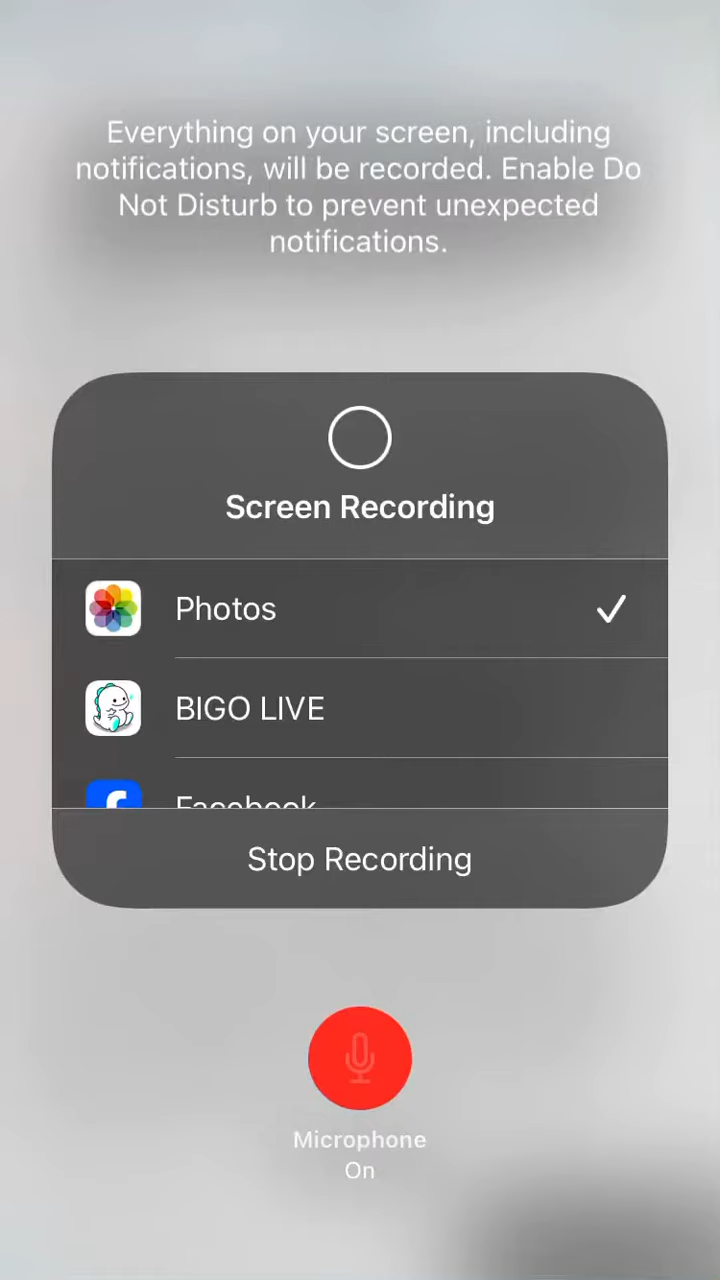 Everything on your screen, including
notifications, will be recorded. Enable Do
Not Disturb to prevent unexpected
notifications.
Screen Recording
Photos
BIGO LIVE
Facebook
Stop Recording
Microphone
On